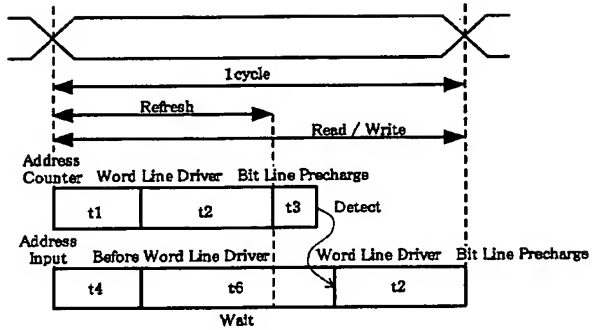 1cycle
Refresh
Read / Write
Address
Counter Word Line Driver Bit Line Precharge
t1 t2 t3 Detect
Address
Input Before Word Line Driver Word Line Driver Bit Line Precharge
t4 t6 t2
Wait